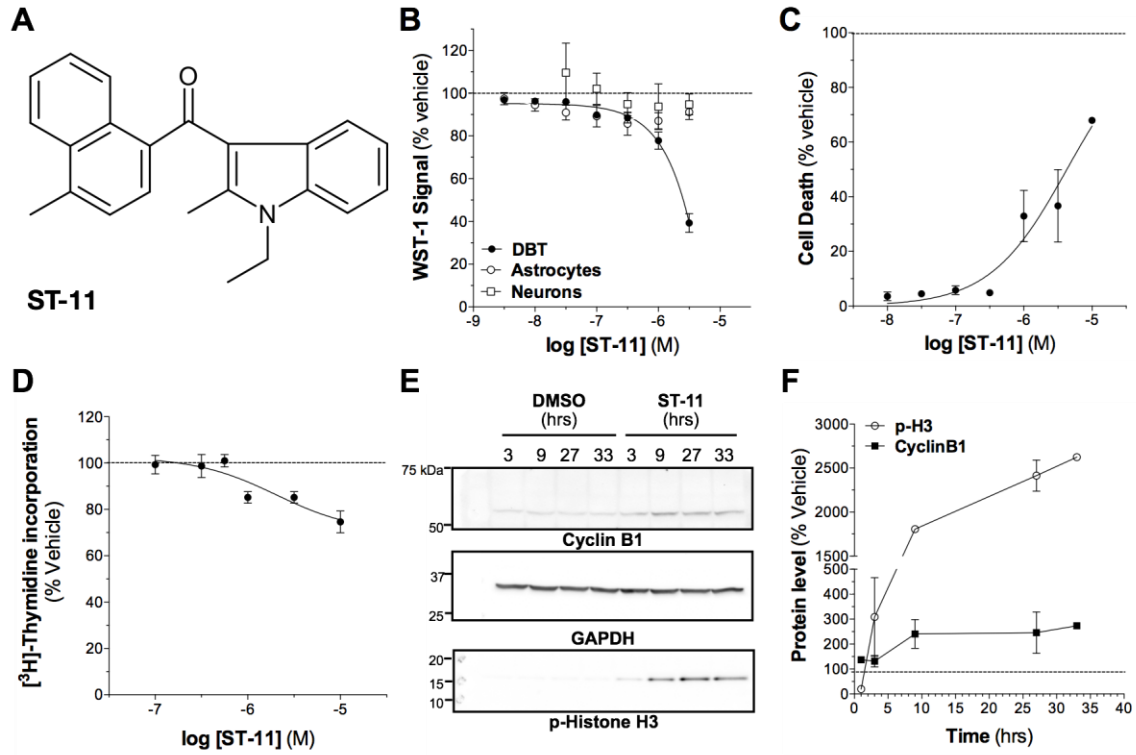 A
O
N
ST-11
B
WST-1 Signal (% vehicle)
120
100
80
60
40
20
0
DBT
Astrocytes
Neurons
-9 -8 -7 -6 -5
log [ST-11] (M)
C
Cell Death (% vehicle)
100
80
60
40
20
0
-8 -7 -6 -5
log [ST-11] (M)
D
[³H]-Thymidine incorporation
(% Vehicle)
120
100
80
60
40
20
0
-7 -6 -5
log [ST-11] (M)
E
DMSO ST-11
(hrs) (hrs)
3 9 27 33 3 9 27 33
75 kDa
50
Cyclin B1
37
25
GAPDH
20
15
10
p-Histone H3
F
p-H3
CyclinB1
Protein level (% Vehicle)
3000
2500
2000
1500
300
250
200
150
100
50
0
0 5 10 15 20 25 30 35 40
Time (hrs)